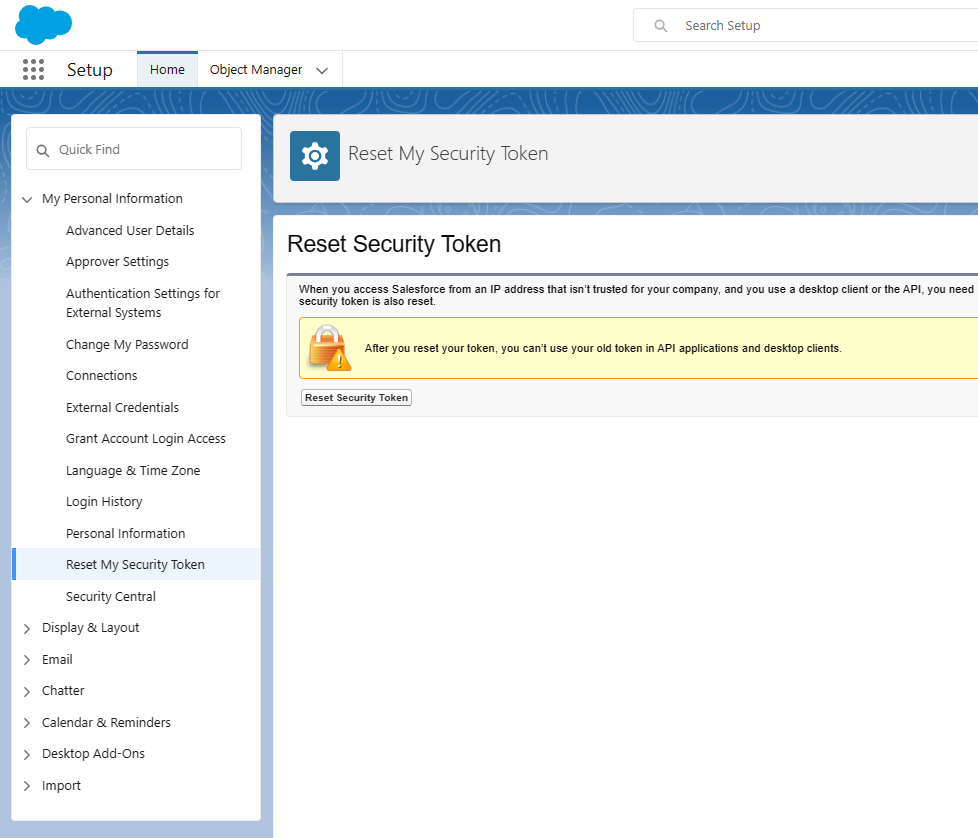 Search Setup
Setup
Home
Object Manager
Quick Find
My Personal Information
Advanced User Details
Approver Settings
Authentication Settings for
External Systems
Change My Password
Connections
External Credentials
Grant Account Login Access
Language & Time Zone
Login History
Personal Information
Reset My Security Token
Security Central
Display & Layout
Email
Chatter
Calendar & Reminders
Desktop Add-Ons
Import
Reset My Security Token
Reset Security Token
When you access Salesforce from an IP address that isn't trusted for your company, and you use a desktop client or the API, you need
security token is also reset.
After you reset your token, you can't use your old token in API applications and desktop clients.
Reset Security Token